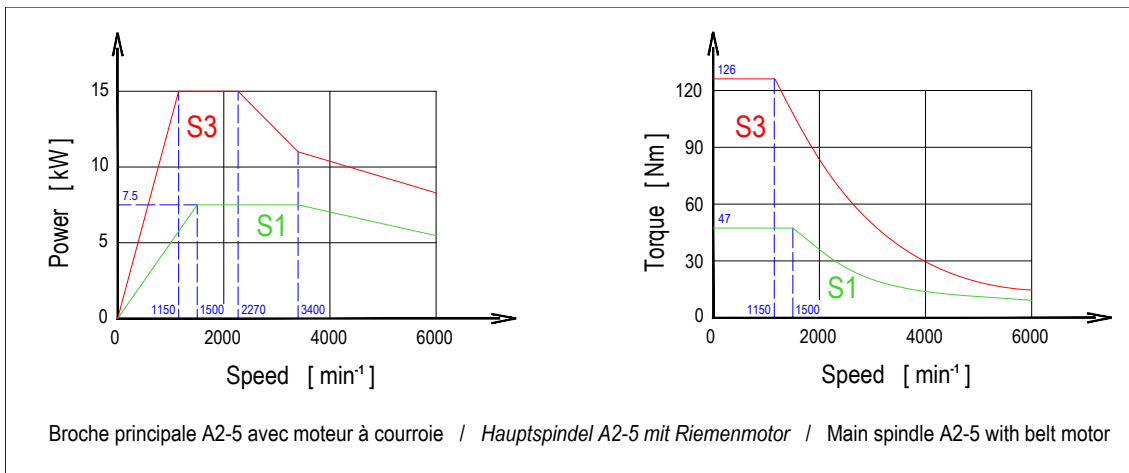 15
10
7.5
5
0
Power [ kW ]
S3
S1
1150
1500
2270
3400
0
2000
4000
6000
Speed [ min⁻¹ ]
126
120
90
60
47
30
0
Torque [ Nm ]
S3
S1
1150
1500
0
2000
4000
6000
Speed [ min⁻¹ ]
Broche principale A2-5 avec moteur à courroie / Hauptspindel A2-5 mit Riemenmotor / Main spindle A2-5 with belt motor